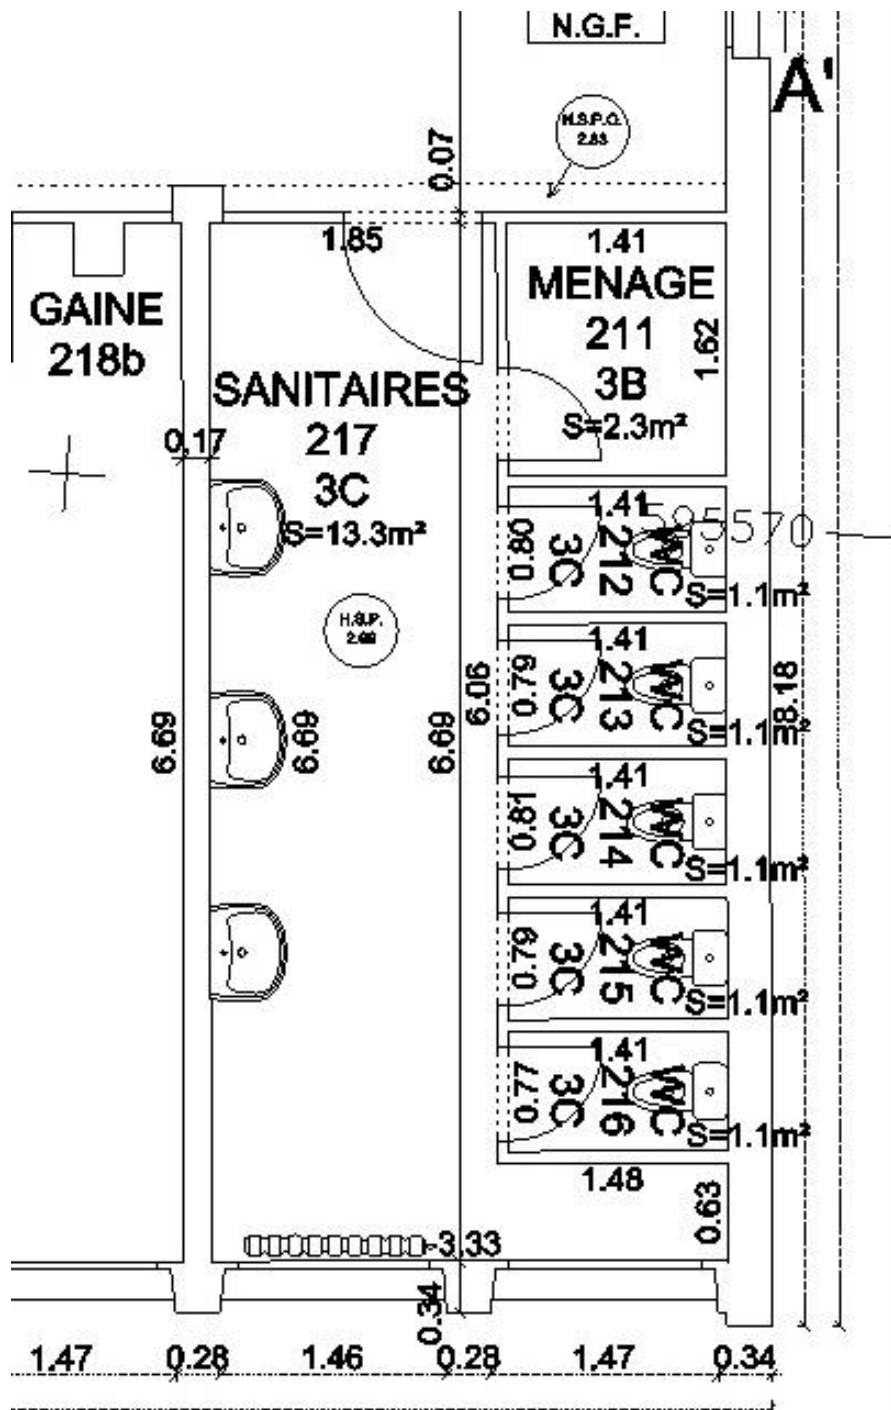 N.G.F.
A'
H.S.P.O.
2.83
0.07
1.85
1.41
GAINE
218b
MENAGE
211
3B
S=2.3m²
1.62
SANITAIRES
217
3C
S=13.3m²
0.17
H.S.P.
1.41
0.80
3C
212
WC
S=1.1m²
5570
1.41
0.79
3C
213
WC
S=1.1m²
8.18
6.69
6.69
6.69
6.06
1.41
0.81
3C
214
WC
S=1.1m²
1.41
0.79
3C
215
WC
S=1.1m²
1.41
0.77
3C
216
WC
S=1.1m²
1.48
0.63
3.33
0.34
1.47
0.28
1.46
0.28
1.47
0.34